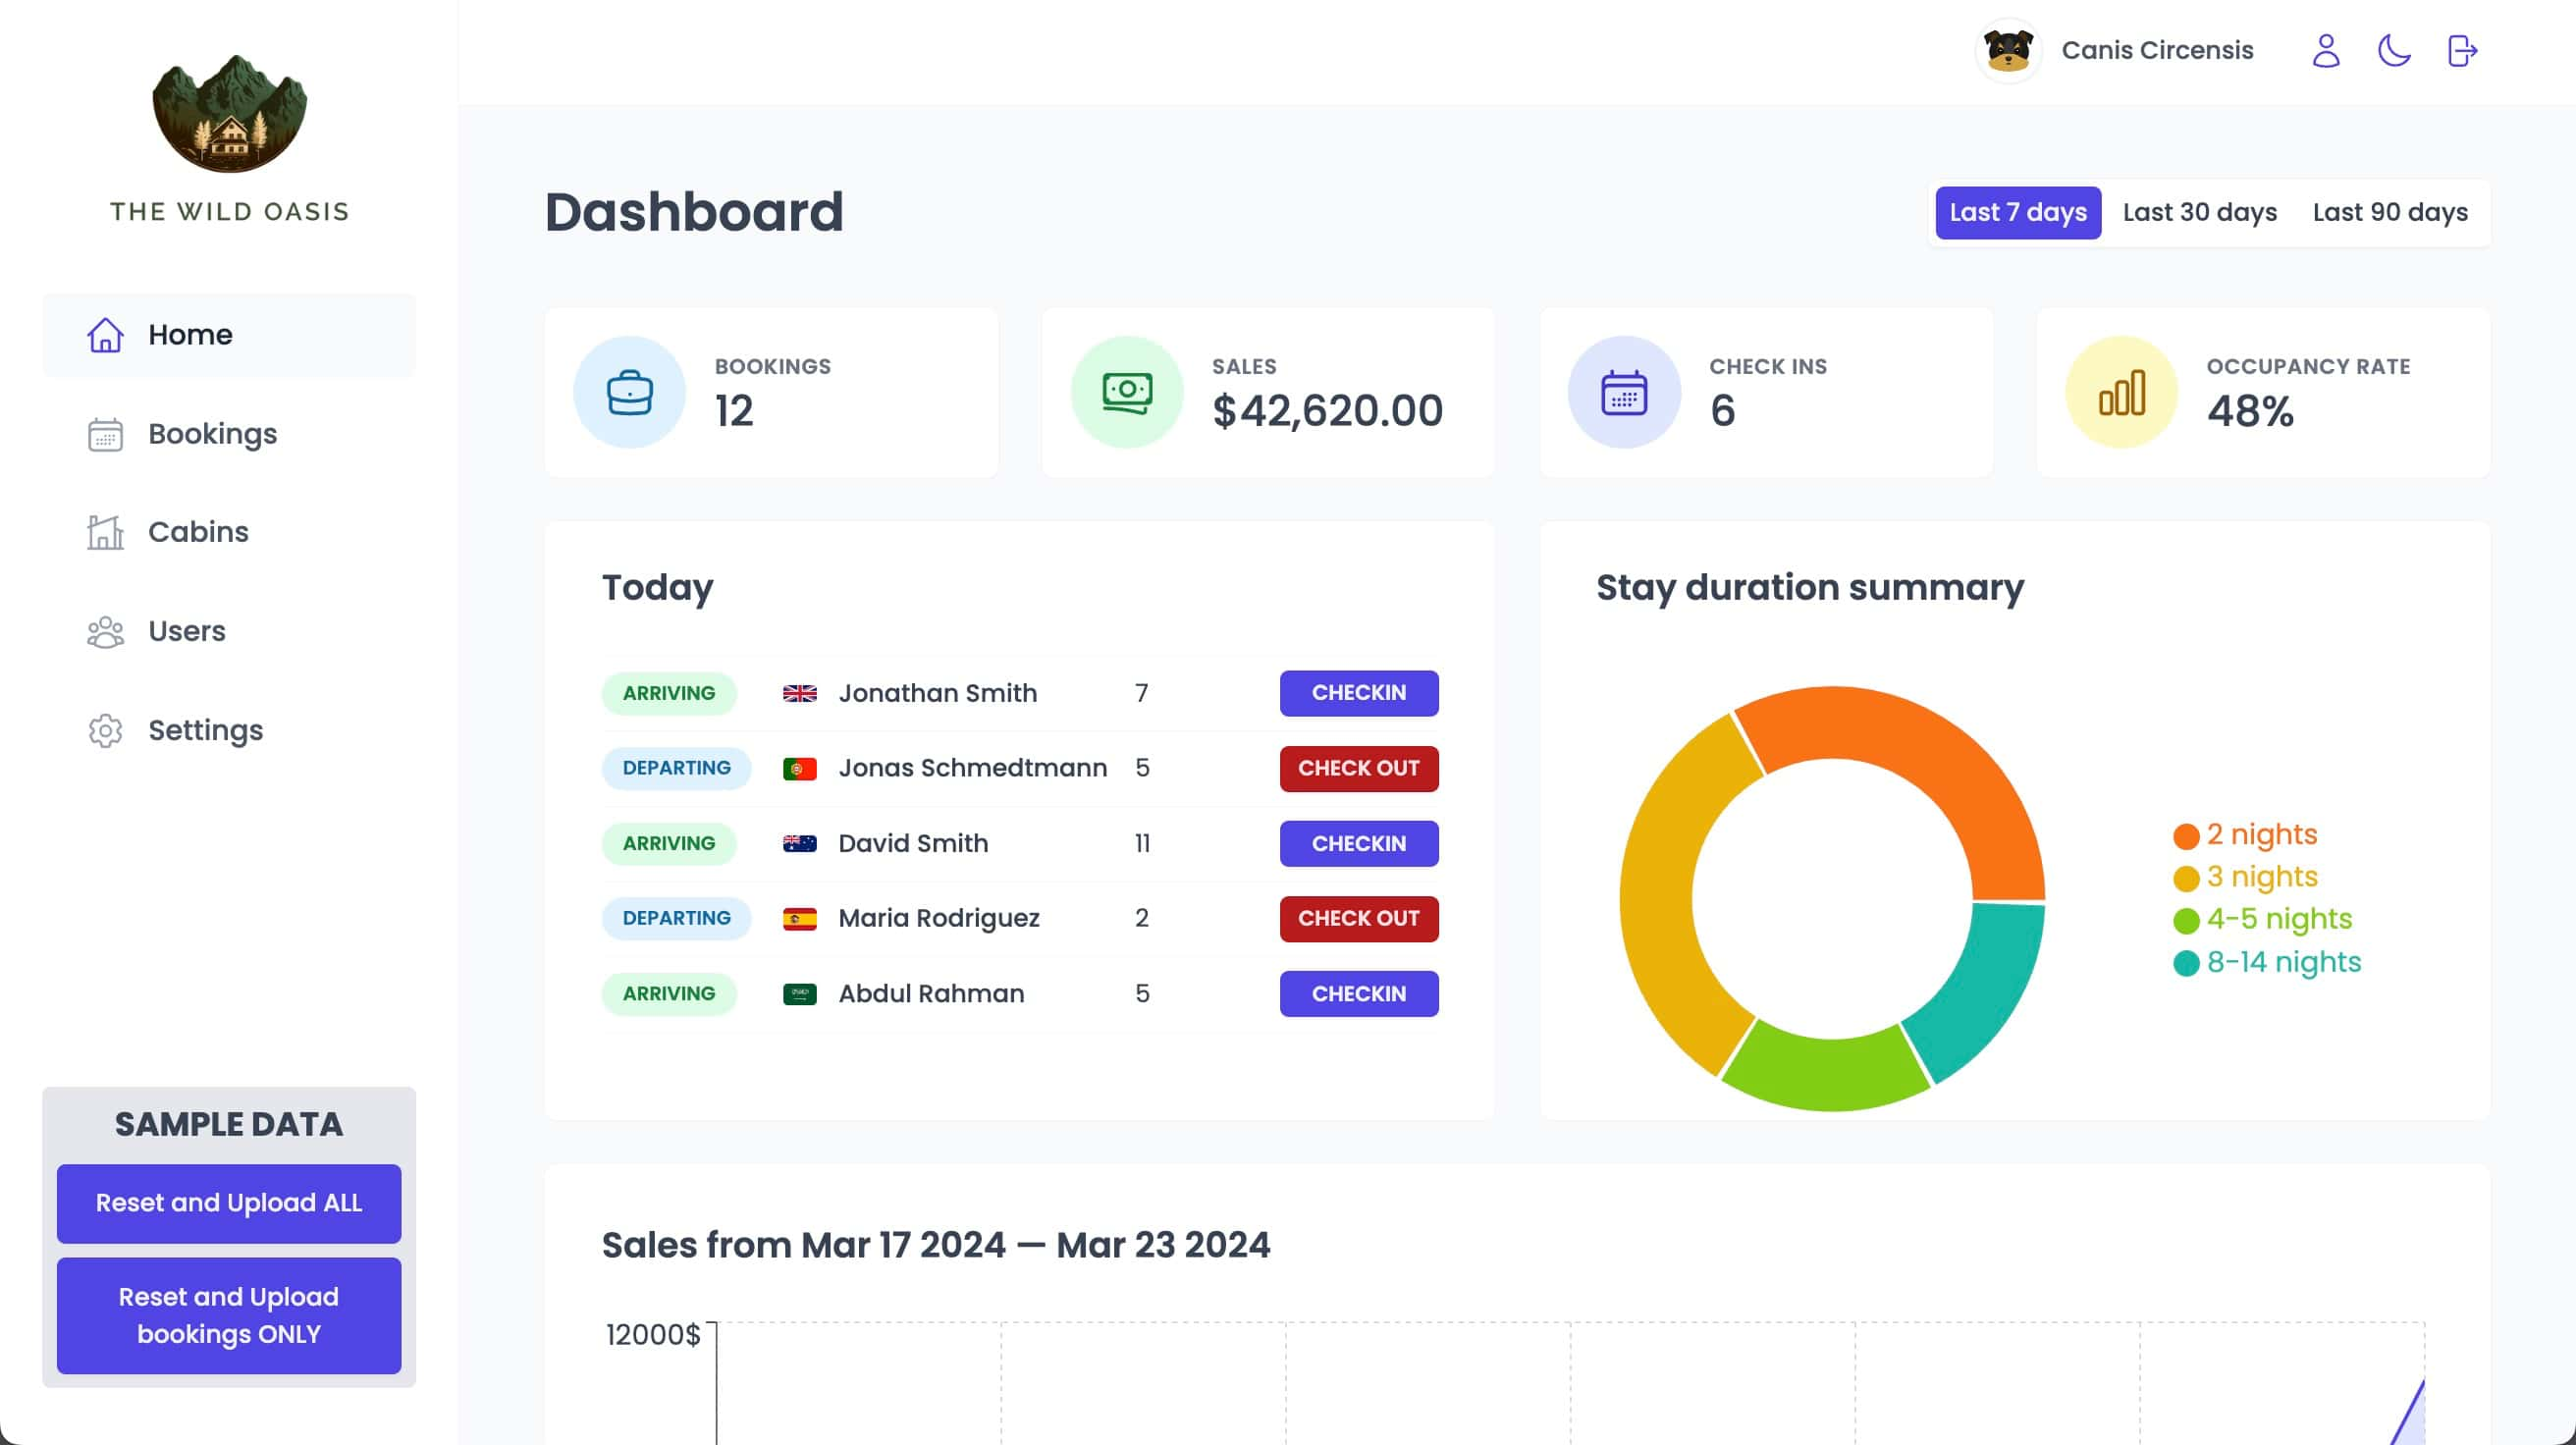 THE WILD OASIS
Home
Bookings
Cabins
Users
Settings
SAMPLE DATA
Reset and Upload ALL
Reset and Upload
bookings ONLY
Canis Circensis
Dashboard
Last 7 days Last 30 days Last 90 days
BOOKINGS
12
SALES
$42,620.00
CHECK INS
6
OCCUPANCY RATE
48%
Today
ARRIVING Jonathan Smith 7 CHECKIN
DEPARTING Jonas Schmedtmann 5 CHECK OUT
ARRIVING David Smith 11 CHECKIN
DEPARTING Maria Rodriguez 2 CHECK OUT
ARRIVING Abdul Rahman 5 CHECKIN
Stay duration summary
2 nights
3 nights
4-5 nights
8-14 nights
Sales from Mar 17 2024 — Mar 23 2024
12000$